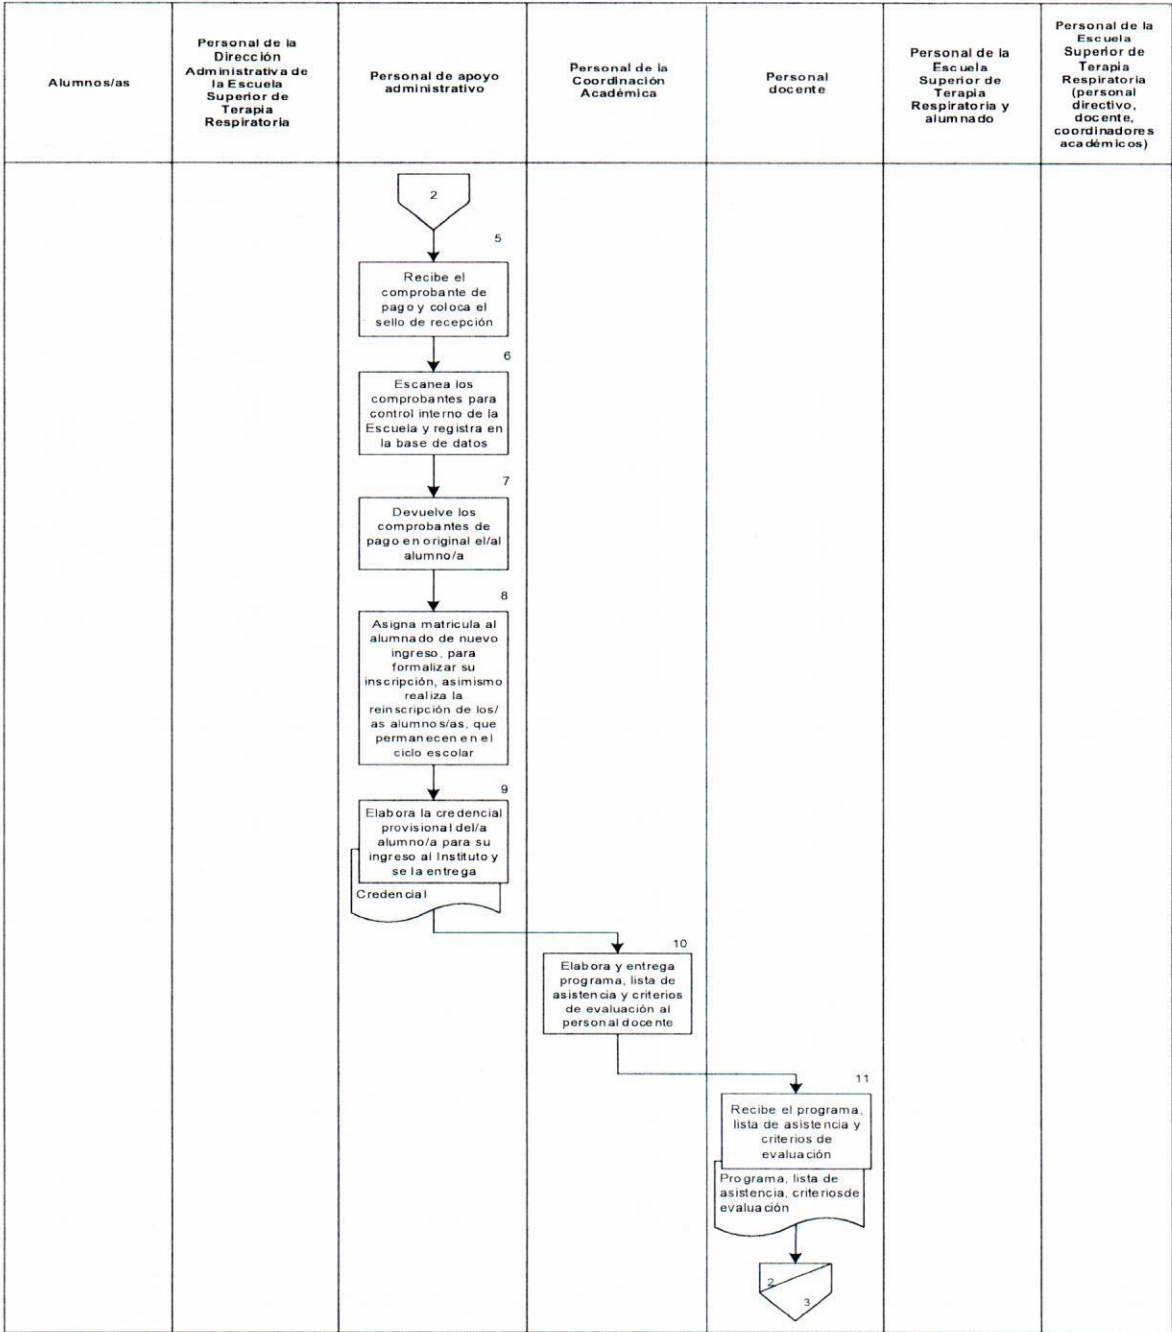 Alumnos/as
Personal de la
Dirección
Administrativa de
la Escuela
Superior de
Terapia
Respiratoria
Personal de apoyo
administrativo
Personal de la
Coordinación
Académica
Personal
docente
Personal de la
Escuela
Superior de
Terapia
Respiratoria y
alumnado
Personal de la
Escuela
Superior de
Terapia
Respiratoria
(personal
directivo,
docente,
coordinadores
académicos)
2
5
Recibe el
comprobante de
pago y coloca el
sello de recepción
6
Escanea los
comprobantes para
control interno de la
Escuela y registra en
la base de datos
7
Devuelve los
comprobantes de
pago en original el/al
alumno/a
8
Asigna matricula al
alumnado de nuevo
ingreso, para
formalizar su
inscripción, asimismo
realiza la
reinscripción de los/
as alumnos/as, que
permanecen en el
ciclo escolar
9
Elabora la credencial
provisional del/a
alumno/a para su
ingreso al Instituto y
se la entrega
Credencial
10
Elabora y entrega
programa, lista de
asistencia y criterios
de evaluación al
personal docente
11
Recibe el programa,
lista de asistencia y
criterios de
evaluación
Programa, lista de
asistencia, criteriosde
evaluación
2
3